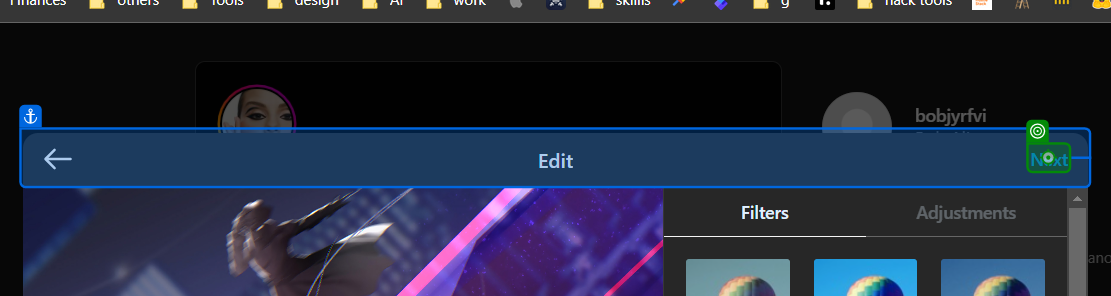 Finances others Tools design AI work skills g hack tools
bobjyrfvi
Edit Next
Filters Adjustments